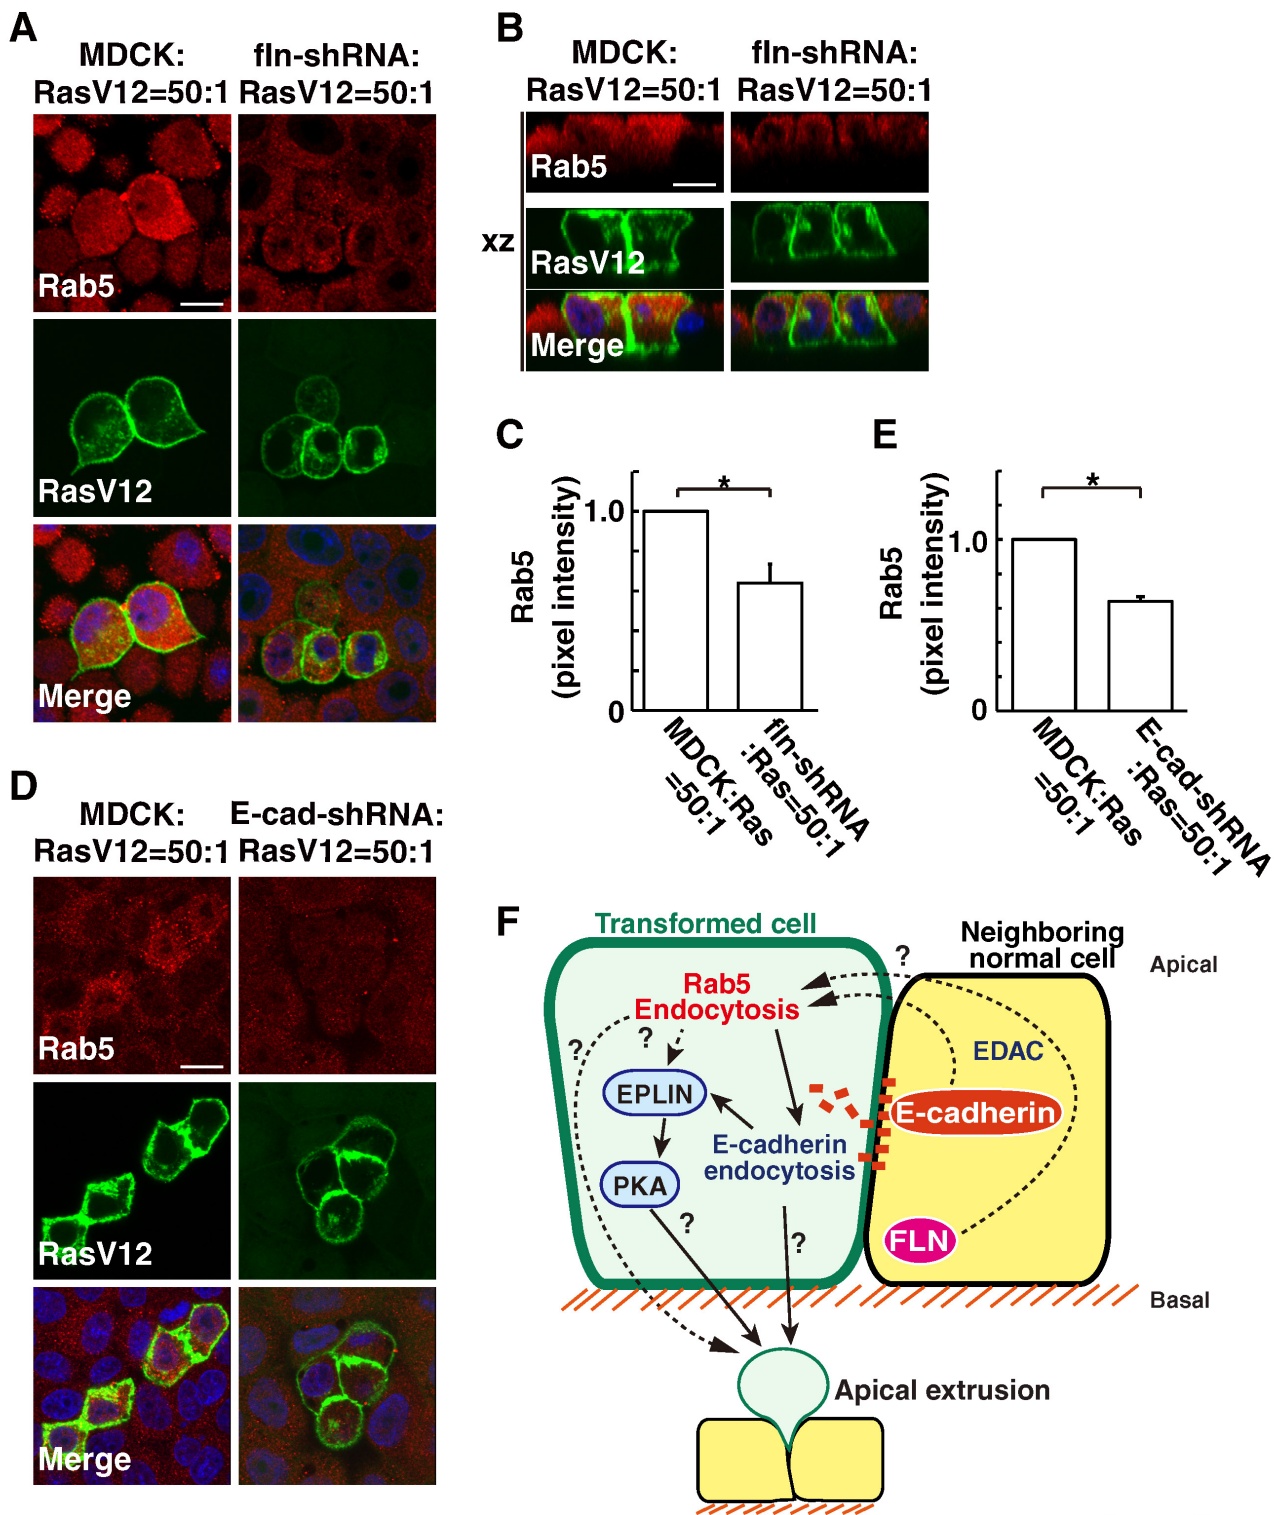 A
MDCK:
RasV12=50:1
fln-shRNA:
RasV12=50:1
Rab5
RasV12
Merge
B
MDCK:
RasV12=50:1
fln-shRNA:
RasV12=50:1
xz
Rab5
RasV12
Merge
C
Rab5
(pixel intensity)
1.0
0
*
MDCK:Ras
=50:1
fln-shRNA
:Ras=50:1
E
Rab5
(pixel intensity)
1.0
0
*
MDCK:Ras
=50:1
E-cad-shRNA
:Ras=50:1
D
MDCK:
RasV12=50:1
E-cad-shRNA:
RasV12=50:1
Rab5
RasV12
Merge
F
Transformed cell
Neighboring
normal cell
Apical
?
Rab5
Endocytosis
?
?
EDAC
EPLIN
E-cadherin
E-cadherin
endocytosis
PKA
?
?
FLN
Basal
Apical extrusion